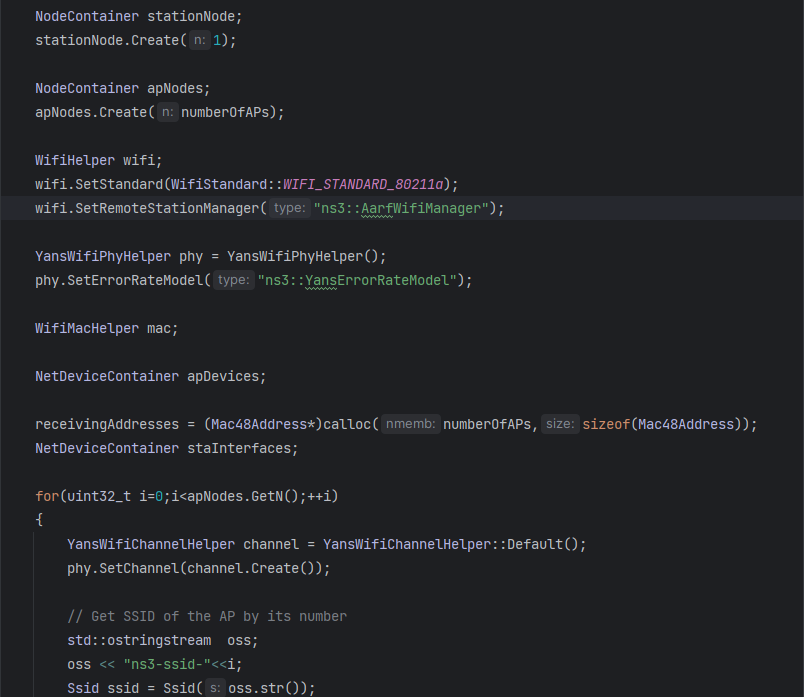 NodeContainer stationNode;
stationNode.Create( n: 1);
NodeContainer apNodes;
apNodes.Create( n: numberOfAPs);
WifiHelper wifi;
wifi.SetStandard(WifiStandard::WIFI_STANDARD_80211a);
wifi.SetRemoteStationManager( type: "ns3::AarfWifiManager");
YansWifiPhyHelper phy = YansWifiPhyHelper();
phy.SetErrorRateModel( type: "ns3::YansErrorRateModel");
WifiMacHelper mac;
NetDeviceContainer apDevices;
receivingAddresses = (Mac48Address*)calloc( nmemb: numberOfAPs, size: sizeof(Mac48Address));
NetDeviceContainer staInterfaces;
for(uint32_t i=0;i<apNodes.GetN();++i)
{
YansWifiChannelHelper channel = YansWifiChannelHelper::Default();
phy.SetChannel(channel.Create());
// Get SSID of the AP by its number
std::ostringstream  oss;
oss << "ns3-ssid-"<<i;
Ssid ssid = Ssid( s: oss.str());